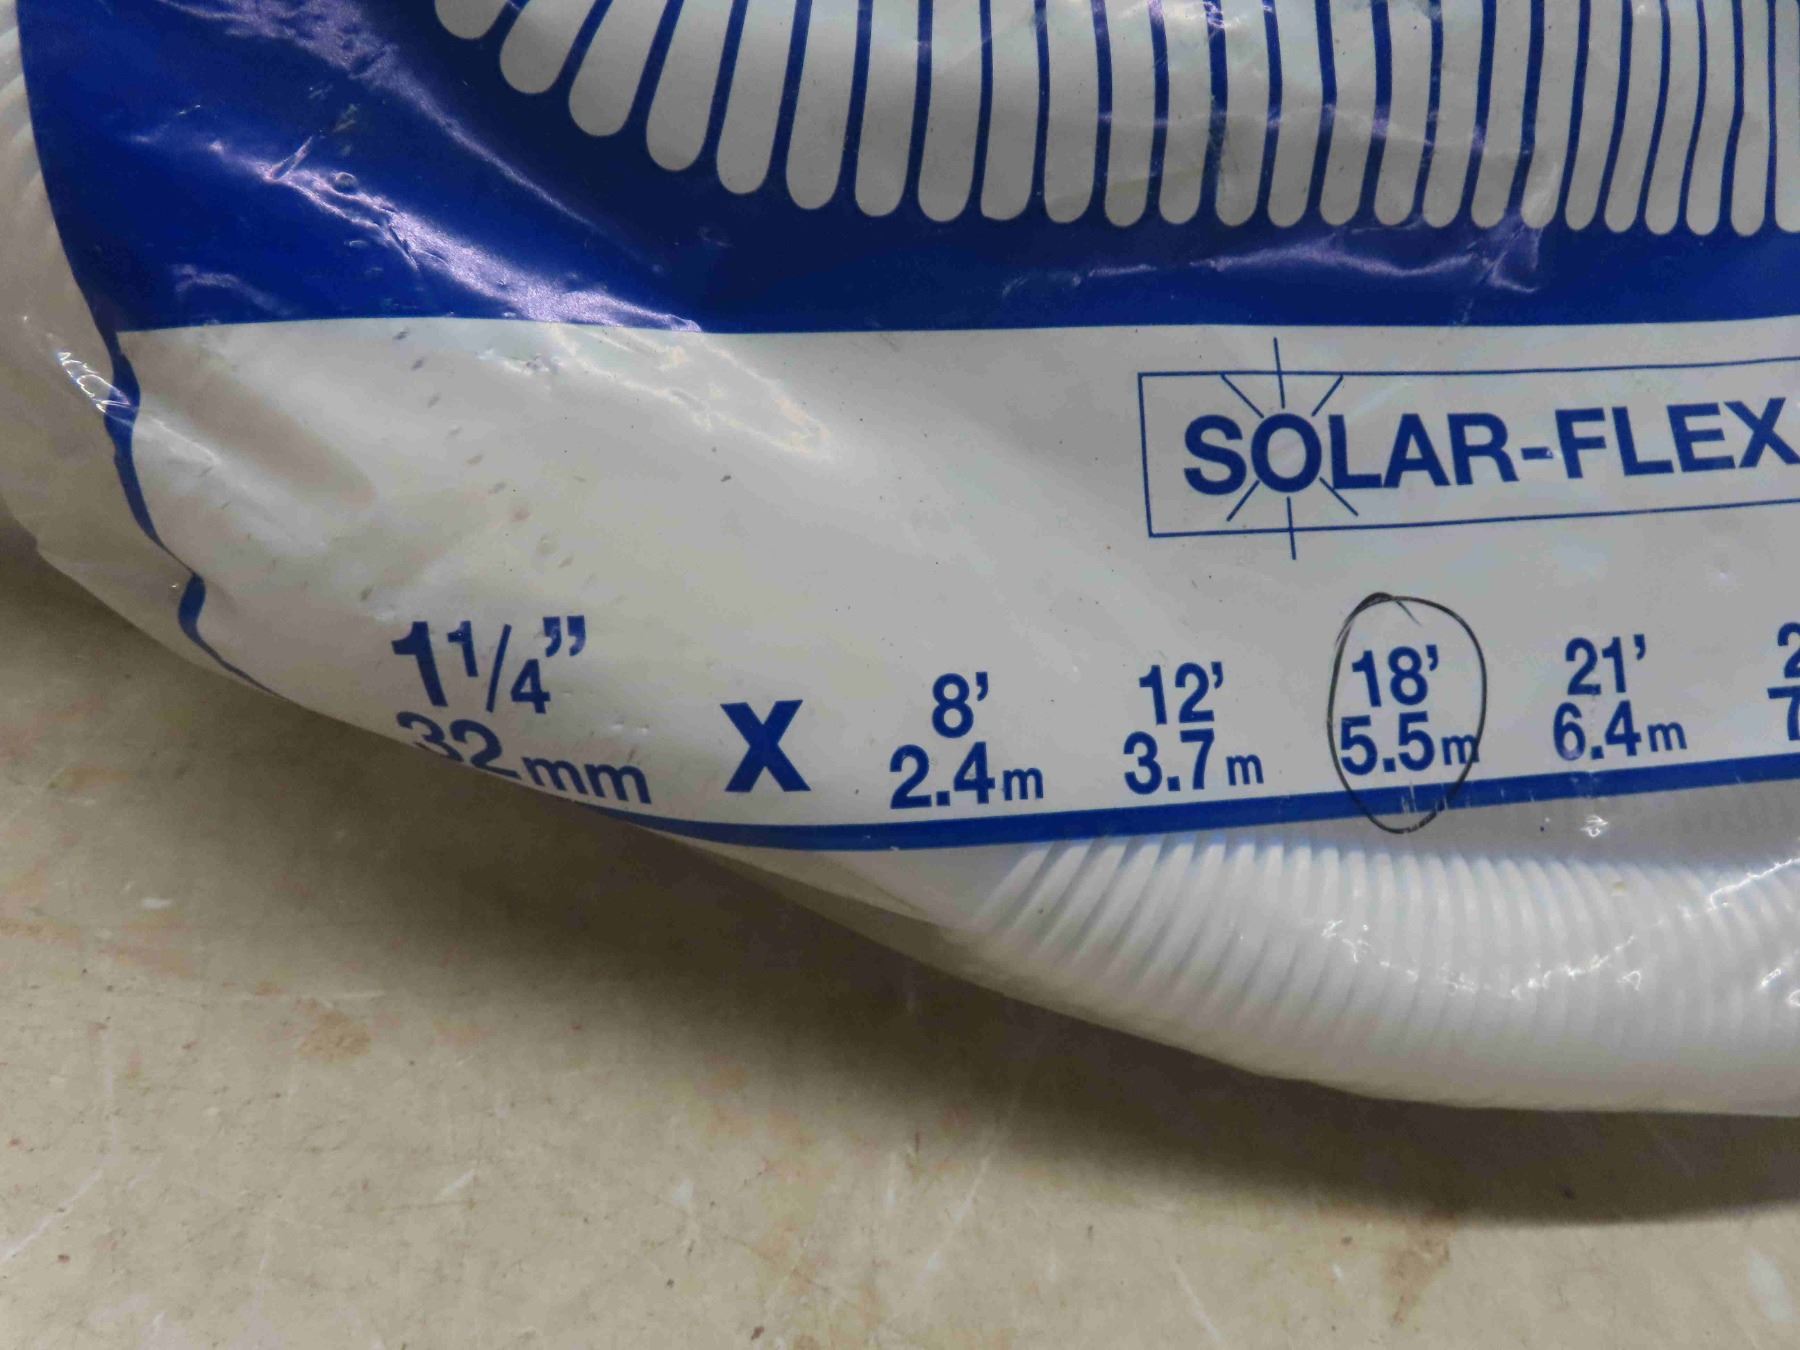 SOLAR-FLEX
1 1/4” X 8’ 12’ 18’ 21’
32mm 2.4m 3.7m 5.5m 6.4m